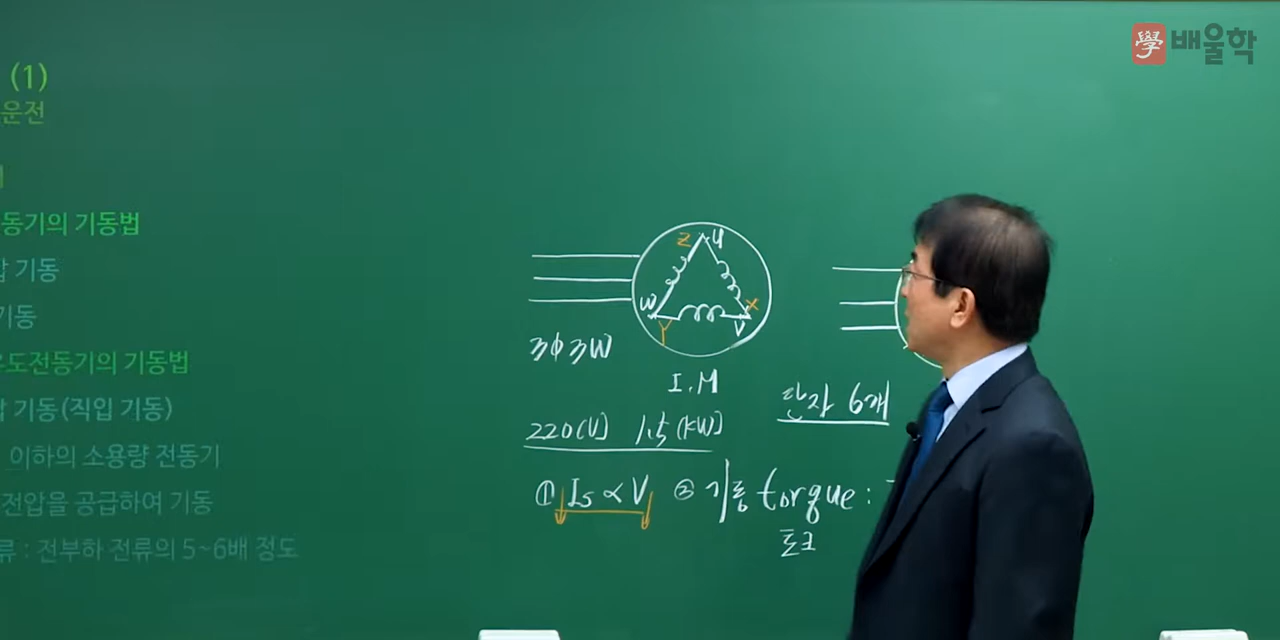 學 배울학
(1)
운전
동기의 기동법
압 기동
기동
유도전동기의 기동법
압 기동(직입 기동)
이하의 소용량 전동기
전압을 공급하여 기동
류 : 전부하 전류의 5~6배 정도
Z U
W X
Y V
3Φ3W
I.M
단자 6개
220[V] 1.5[kW]
① Is ∝ V ② 기동 torque :
토크